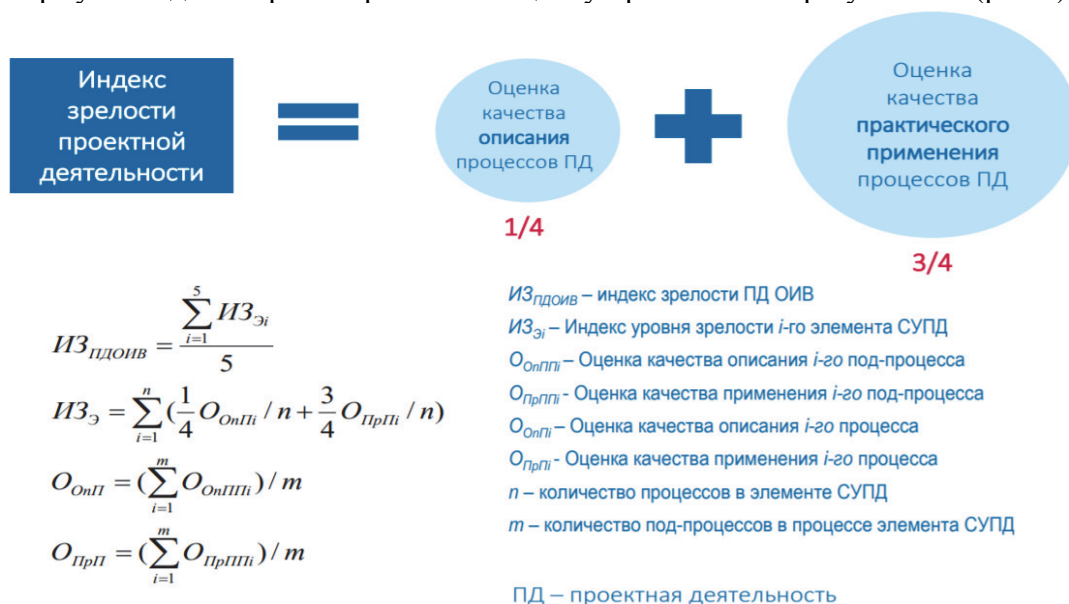 Индекс
зрелости
проектной
деятельности
=
Оценка
качества
описания
процессов ПД
+
Оценка
качества
практического
применения
процессов ПД
1/4
3/4
ИЗ_ПДОИВ = (∑_{i=1}^{5} ИЗ_Эi) / 5
ИЗ_Э = ∑_{i=1}^{n} (1/4 О_ОпПi / n + 3/4 О_ПрПi / n)
О_ОпП = (∑_{i=1}^{m} О_ОпППi) / m
О_ПрП = (∑_{i=1}^{m} О_ПрППi) / m
ИЗ_ПДОИВ – индекс зрелости ПД ОИВ
ИЗ_Эi – Индекс уровня зрелости i-го элемента СУПД
О_ОпППi – Оценка качества описания i-го под-процесса
О_ПрППi - Оценка качества применения i-го под-процесса
О_ОпПi – Оценка качества описания i-го процесса
О_ПрПi - Оценка качества применения i-го процесса
n – количество процессов в элементе СУПД
m – количество под-процессов в процессе элемента СУПД
ПД – проектная деятельность